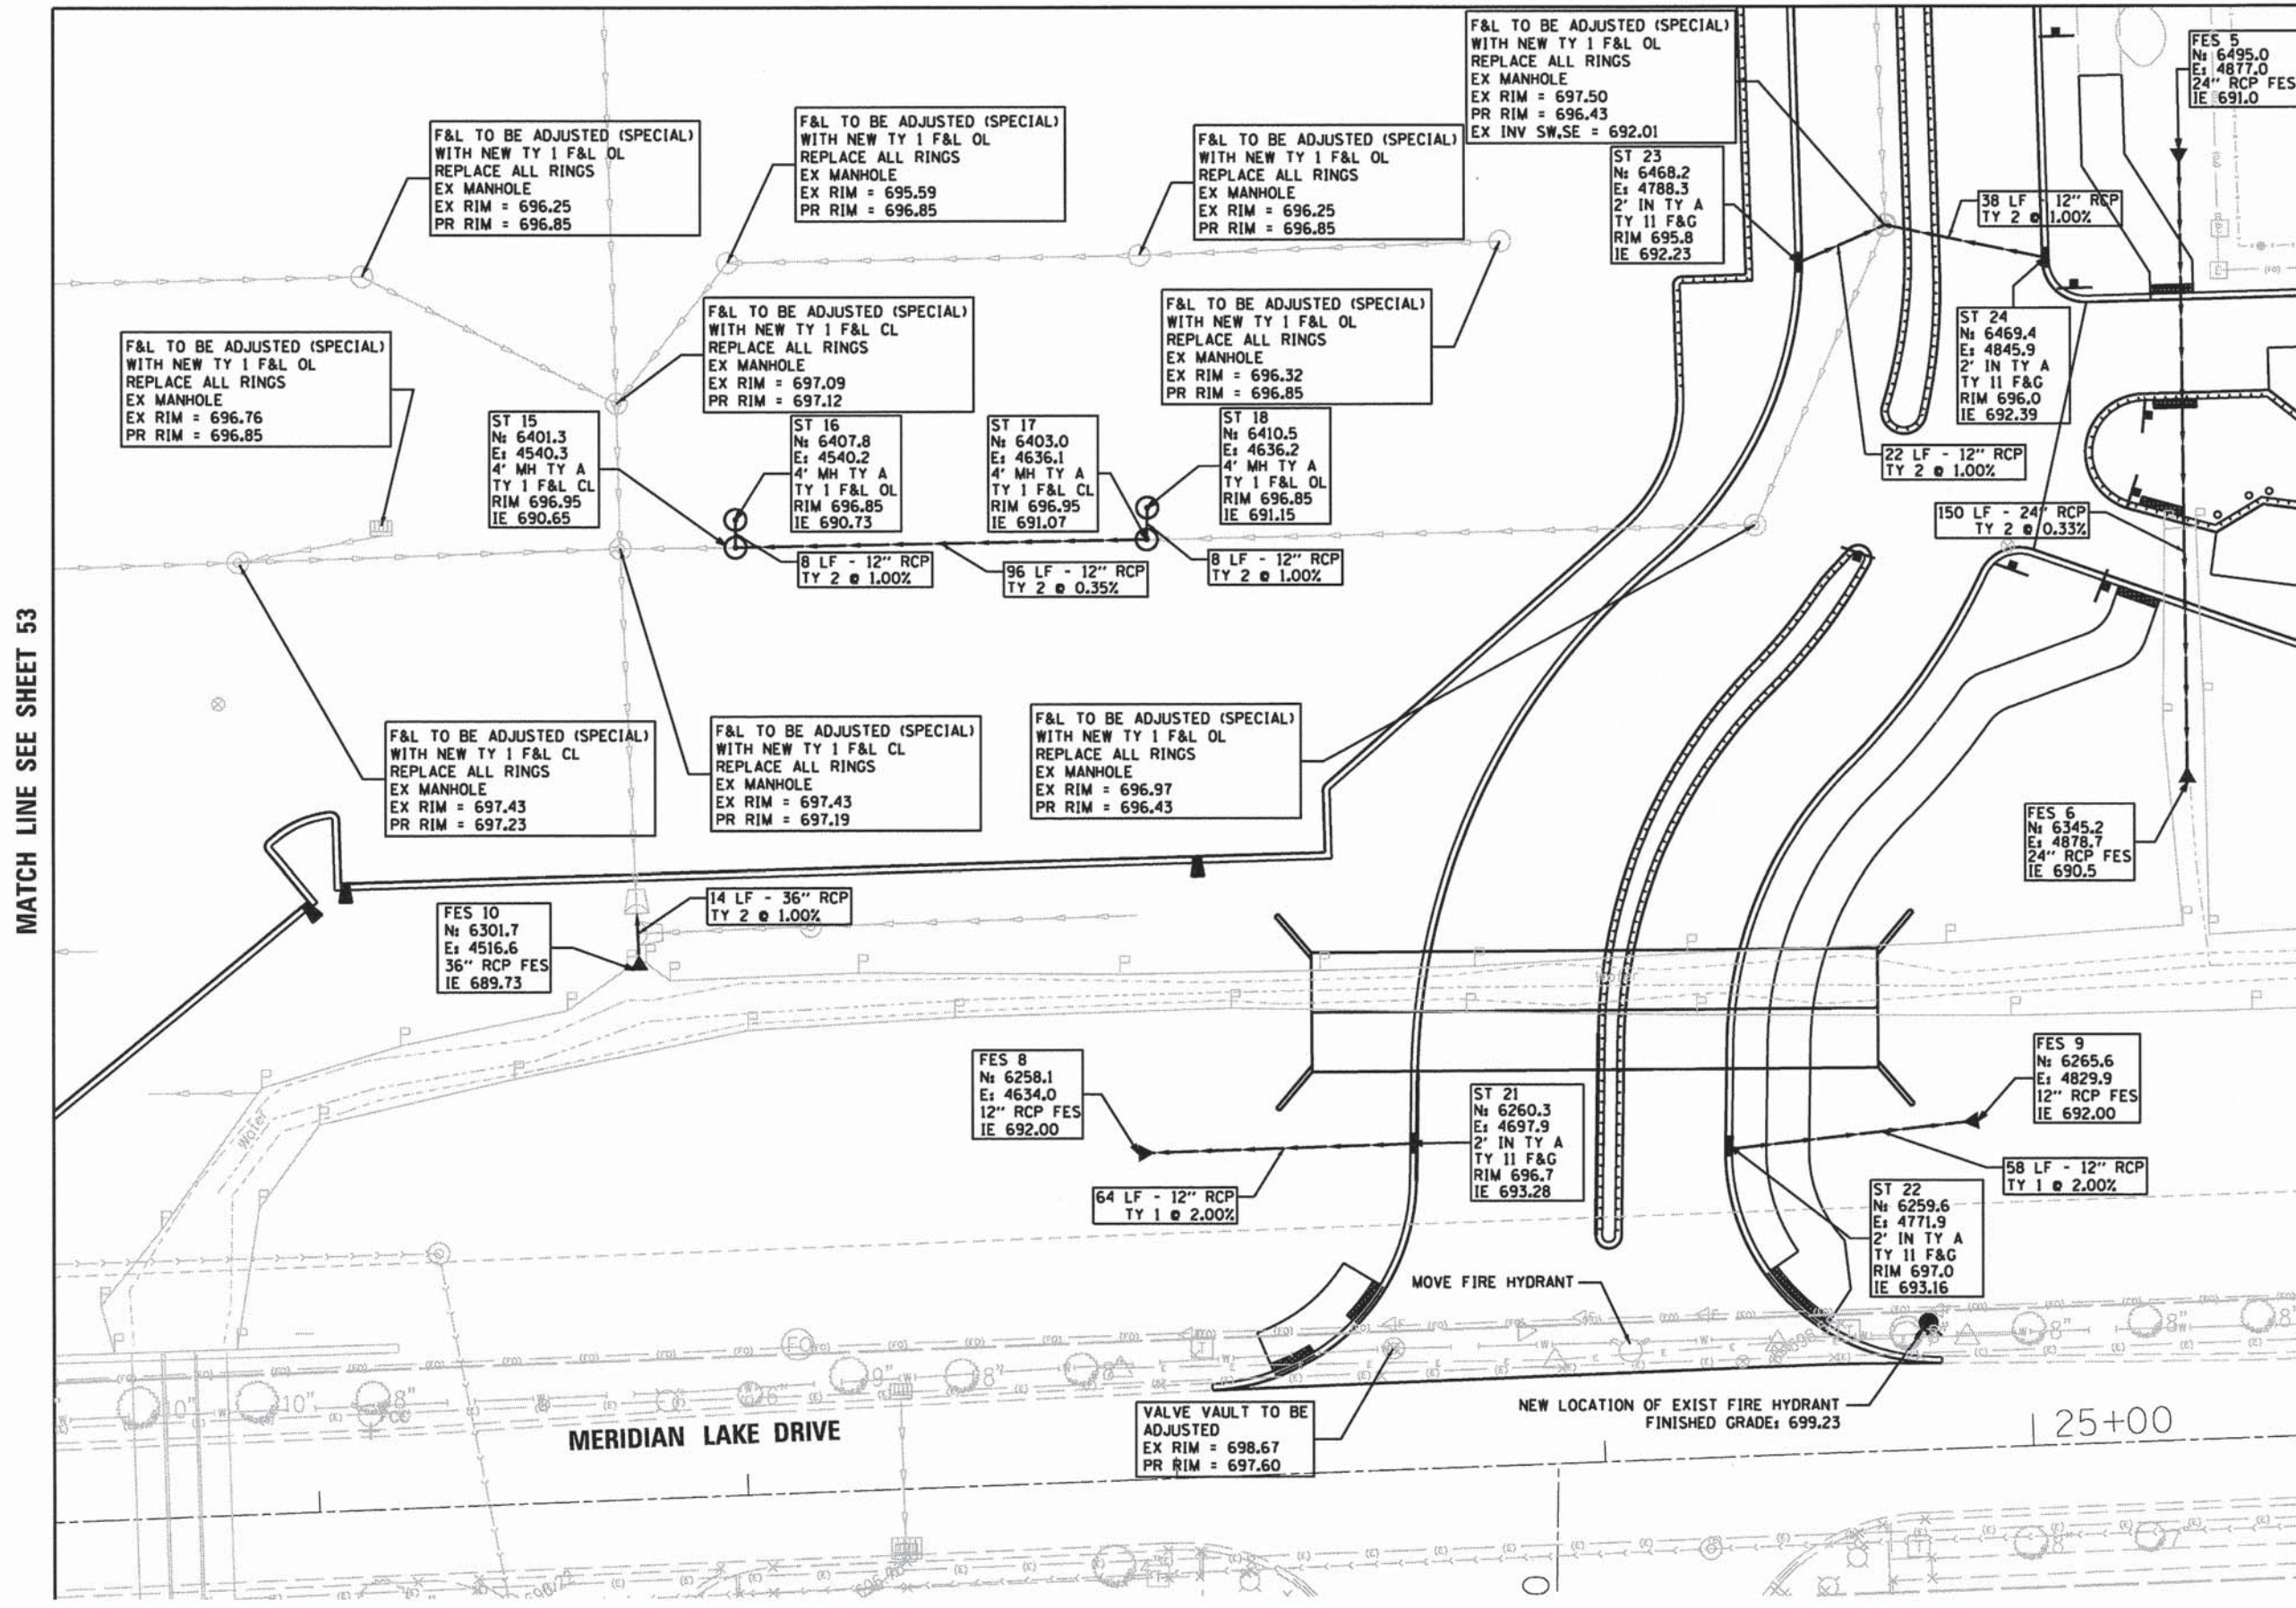 F&L TO BE ADJUSTED (SPECIAL)
WITH NEW TY 1 F&L OL
REPLACE ALL RINGS
EX MANHOLE
EX RIM = 697.50
PR RIM = 696.43
EX INV SW,SE = 692.01
FES 5
N: 6495.0
E: 4877.0
24" RCP FES
IE 691.0
F&L TO BE ADJUSTED (SPECIAL)
WITH NEW TY 1 F&L OL
REPLACE ALL RINGS
EX MANHOLE
EX RIM = 696.25
PR RIM = 696.85
F&L TO BE ADJUSTED (SPECIAL)
WITH NEW TY 1 F&L OL
REPLACE ALL RINGS
EX MANHOLE
EX RIM = 695.59
PR RIM = 696.85
F&L TO BE ADJUSTED (SPECIAL)
WITH NEW TY 1 F&L OL
REPLACE ALL RINGS
EX MANHOLE
EX RIM = 696.25
PR RIM = 696.85
ST 23
N: 6468.2
E: 4788.3
2' IN TY A
TY 11 F&G
RIM 695.8
IE 692.23
38 LF - 12" RCP
TY 2 @ 1.00%
F&L TO BE ADJUSTED (SPECIAL)
WITH NEW TY 1 F&L OL
REPLACE ALL RINGS
EX MANHOLE
EX RIM = 696.76
PR RIM = 696.85
F&L TO BE ADJUSTED (SPECIAL)
WITH NEW TY 1 F&L CL
REPLACE ALL RINGS
EX MANHOLE
EX RIM = 697.09
PR RIM = 697.12
F&L TO BE ADJUSTED (SPECIAL)
WITH NEW TY 1 F&L OL
REPLACE ALL RINGS
EX MANHOLE
EX RIM = 696.32
PR RIM = 696.85
ST 24
N: 6469.4
E: 4845.9
2' IN TY A
TY 11 F&G
RIM 696.0
IE 692.39
ST 15
N: 6401.3
E: 4540.3
4' MH TY A
TY 1 F&L CL
RIM 696.95
IE 690.65
ST 16
N: 6407.8
E: 4540.2
4' MH TY A
TY 1 F&L OL
RIM 696.85
IE 690.73
ST 17
N: 6403.0
E: 4636.1
4' MH TY A
TY 1 F&L CL
RIM 696.95
IE 691.07
ST 18
N: 6410.5
E: 4636.2
4' MH TY A
TY 1 F&L OL
RIM 696.85
IE 691.15
22 LF - 12" RCP
TY 2 @ 1.00%
150 LF - 24" RCP
TY 2 @ 0.33%
8 LF - 12" RCP
TY 2 @ 1.00%
96 LF - 12" RCP
TY 2 @ 0.35%
8 LF - 12" RCP
TY 2 @ 1.00%
MATCH LINE SEE SHEET 53
F&L TO BE ADJUSTED (SPECIAL)
WITH NEW TY 1 F&L CL
REPLACE ALL RINGS
EX MANHOLE
EX RIM = 697.43
PR RIM = 697.23
F&L TO BE ADJUSTED (SPECIAL)
WITH NEW TY 1 F&L CL
REPLACE ALL RINGS
EX MANHOLE
EX RIM = 697.43
PR RIM = 697.19
F&L TO BE ADJUSTED (SPECIAL)
WITH NEW TY 1 F&L OL
REPLACE ALL RINGS
EX MANHOLE
EX RIM = 696.97
PR RIM = 696.43
FES 6
N: 6345.2
E: 4878.7
24" RCP FES
IE 690.5
FES 10
N: 6301.7
E: 4516.6
36" RCP FES
IE 689.73
14 LF - 36" RCP
TY 2 @ 1.00%
Water
FES 8
N: 6258.1
E: 4634.0
12" RCP FES
IE 692.00
ST 21
N: 6260.3
E: 4697.9
2' IN TY A
TY 11 F&G
RIM 696.7
IE 693.28
FES 9
N: 6265.6
E: 4829.9
12" RCP FES
IE 692.00
64 LF - 12" RCP
TY 1 @ 2.00%
58 LF - 12" RCP
TY 1 @ 2.00%
ST 22
N: 6259.6
E: 4771.9
2' IN TY A
TY 11 F&G
RIM 697.0
IE 693.16
MOVE FIRE HYDRANT
NEW LOCATION OF EXIST FIRE HYDRANT
FINISHED GRADE: 699.23
VALVE VAULT TO BE
ADJUSTED
EX RIM = 698.67
PR RIM = 697.60
MERIDIAN LAKE DRIVE
25+00
10"
10"
8"
9"
8"
8"
8"
8"
0